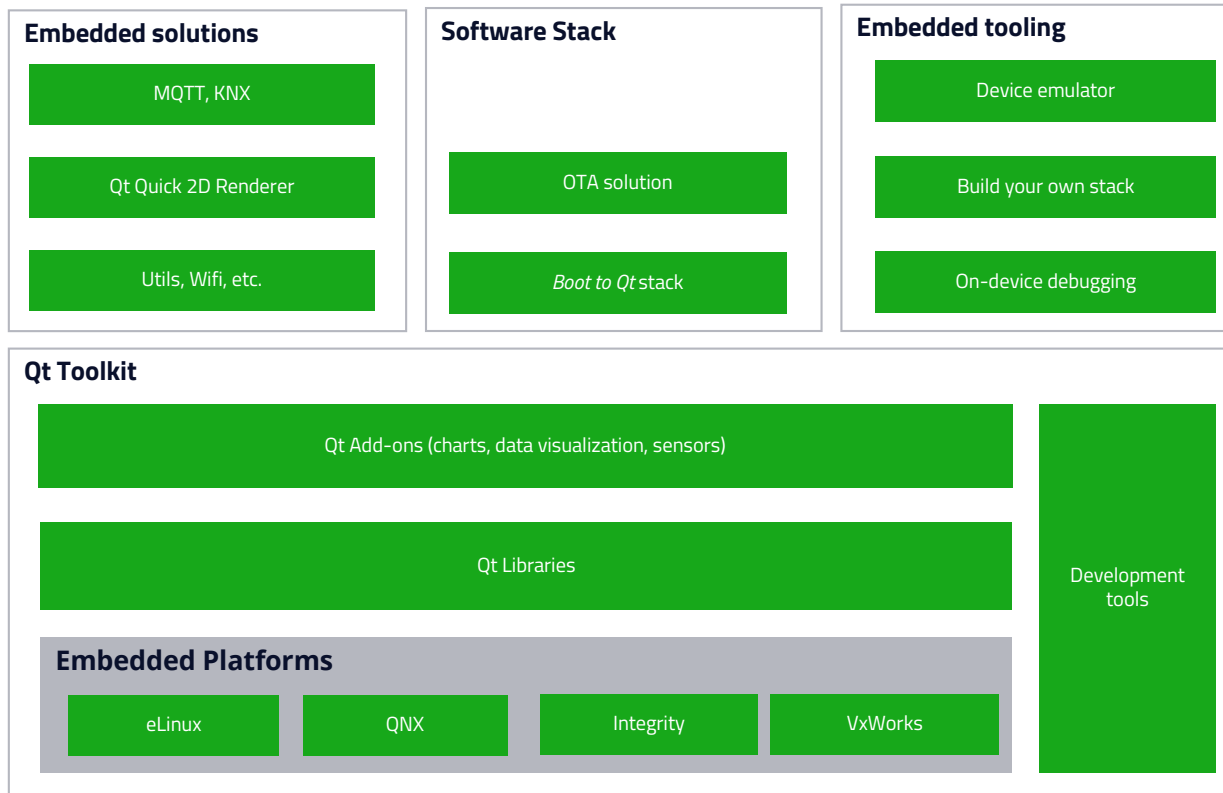 Embedded solutions
MQTT, KNX
Qt Quick 2D Renderer
Utils, Wifi, etc.
Software Stack
OTA solution
Boot to Qt stack
Embedded tooling
Device emulator
Build your own stack
On-device debugging
Qt Toolkit
Qt Add-ons (charts, data visualization, sensors)
Qt Libraries
Embedded Platforms
eLinux
QNX
Integrity
VxWorks
Development
tools